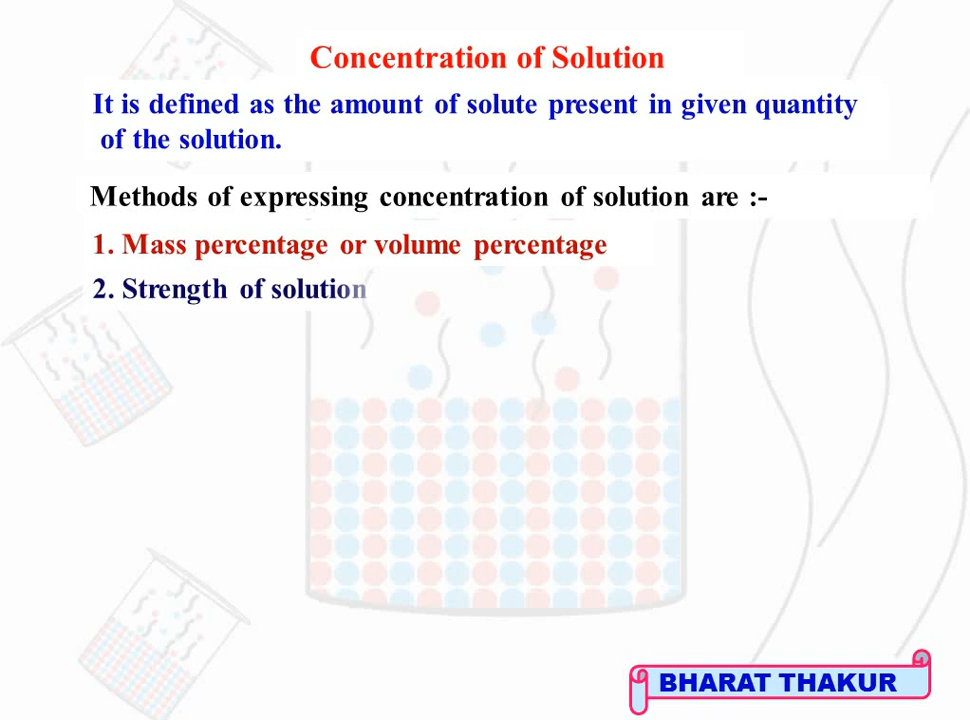 Concentration of Solution
It is defined as the amount of solute present in given quantity
of the solution.
Methods of expressing concentration of solution are :-
1. Mass percentage or volume percentage
2. Strength of solution
BHARAT THAKUR